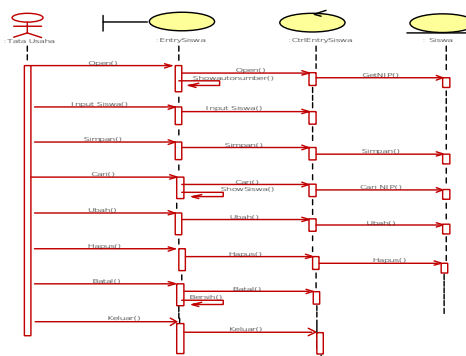 :Tata Usaha
:EntrySiswa
:CtrlEntrySiswa
:Siswa
Open()
Open()
Showautonumber()
GetNIP()
Input Siswa()
Input Siswa()
Simpan()
Simpan()
Simpan()
Cari()
Cari()
ShowSiswa()
Cari NIP()
Ubah()
Ubah()
Ubah()
Hapus()
Hapus()
Hapus()
Batal()
Batal()
Bersih()
Keluar()
Keluar()